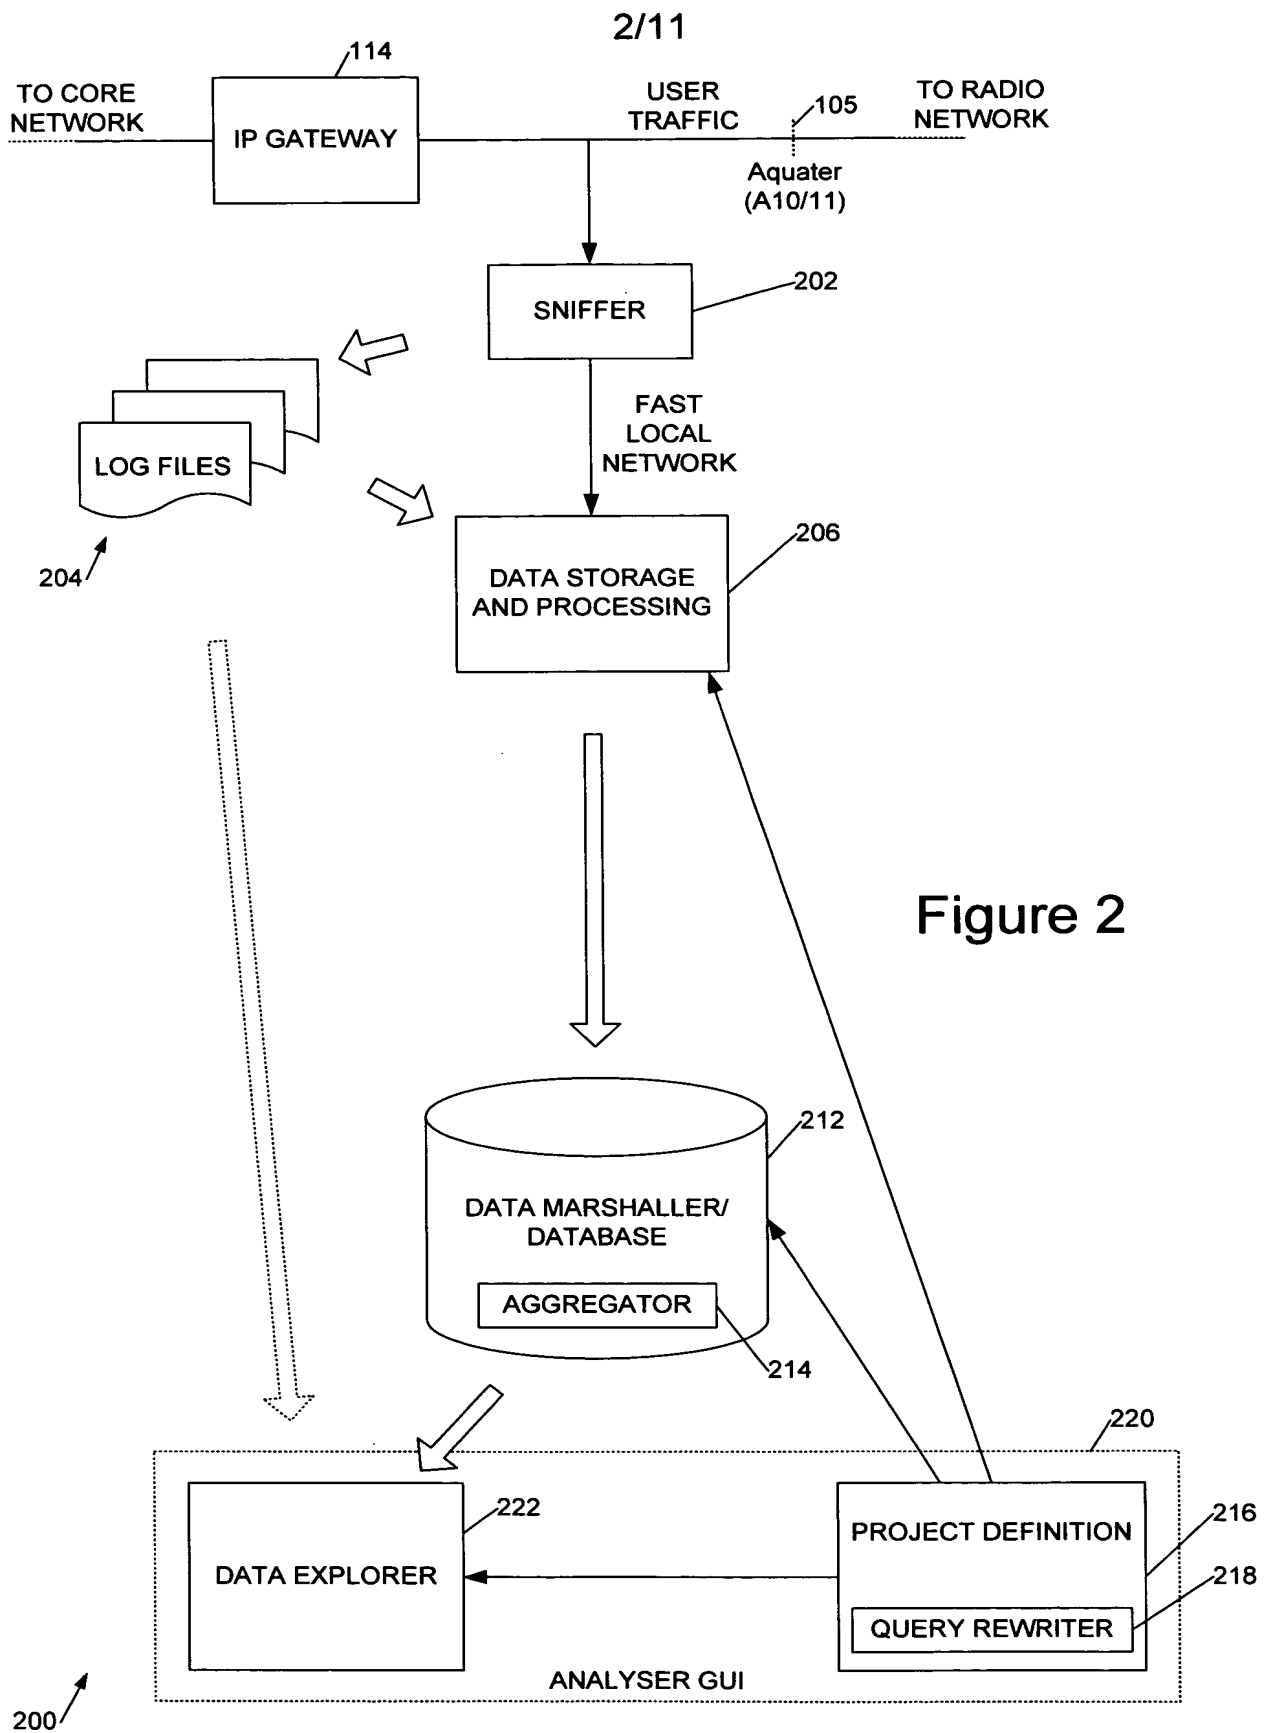 2/11
114
TO CORE
NETWORK
IP GATEWAY
USER
TRAFFIC
105
TO RADIO
NETWORK
Aquater
(A10/11)
SNIFFER
202
FAST
LOCAL
NETWORK
LOG FILES
204
206
DATA STORAGE
AND PROCESSING
Figure 2
212
DATA MARSHALLER/
DATABASE
AGGREGATOR
214
220
222
DATA EXPLORER
PROJECT DEFINITION
216
218
QUERY REWRITER
ANALYSER GUI
200